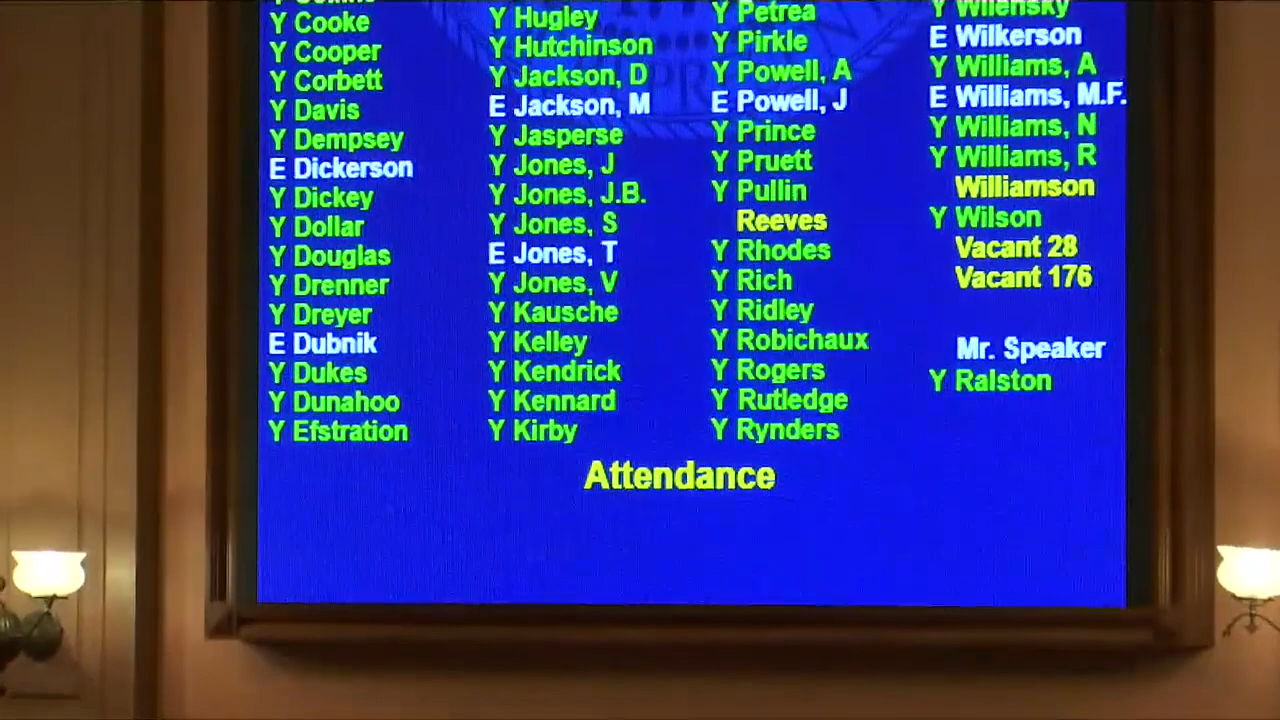 Y Cooke
Y Cooper
Y Corbett
Y Davis
Y Dempsey
E Dickerson
Y Dickey
Y Dollar
Y Douglas
Y Drenner
Y Dreyer
E Dubnik
Y Dukes
Y Dunahoo
Y Efstration
Y Hugley
Y Hutchinson
Y Jackson, D
E Jackson, M
Y Jasperse
Y Jones, J
Y Jones, J.B.
Y Jones, S
E Jones, T
Y Jones, V
Y Kausche
Y Kelley
Y Kendrick
Y Kennard
Y Kirby
Y Petrea
Y Pirkle
Y Powell, A
E Powell, J
Y Prince
Y Pruett
Y Pullin
Reeves
Y Rhodes
Y Rich
Y Ridley
Y Robichaux
Y Rogers
Y Rutledge
Y Rynders
Y Wilensky
E Wilkerson
Y Williams, A
E Williams, M.F.
Y Williams, N
Y Williams, R
Williamson
Y Wilson
Vacant 28
Vacant 176
Mr. Speaker
Y Ralston
Attendance